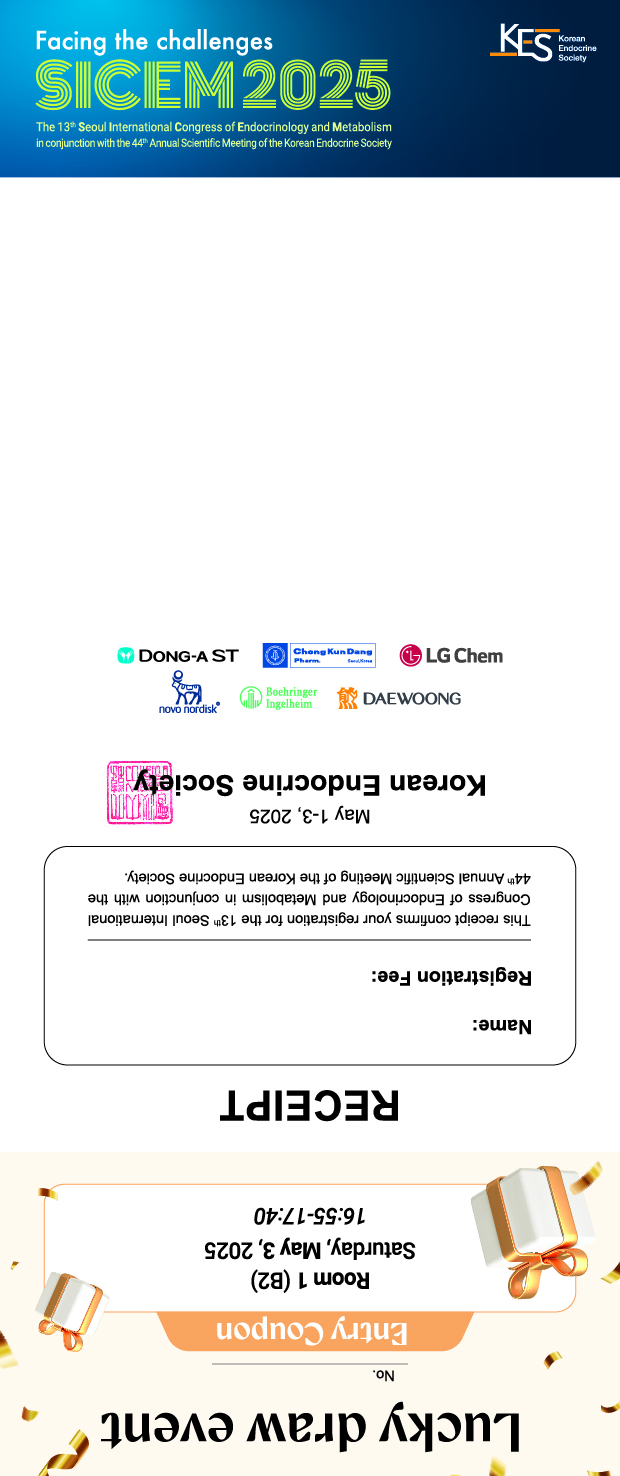 Facing the challenges
SICEM 2025
The 13th Seoul International Congress of Endocrinology and Metabolism
in conjunction with the 44th Annual Scientific Meeting of the Korean Endocrine Society
KES
Korean
Endocrine
Society
DONG-A ST
Chong Kun Dang
Pharm. Seoul, Korea
LG Chem
novo nordisk
Boehringer
Ingelheim
DAEWOONG
Lucky draw event
No.
Entry Coupon
Room 1 (B2)
Saturday, May 3, 2025
16:55-17:40
RECEIPT
Name:
Registration Fee:
This receipt confirms your registration for the 13th Seoul International
Congress of Endocrinology and Metabolism in conjunction with the
44th Annual Scientific Meeting of the Korean Endocrine Society.
May 1-3, 2025
Korean Endocrine Society